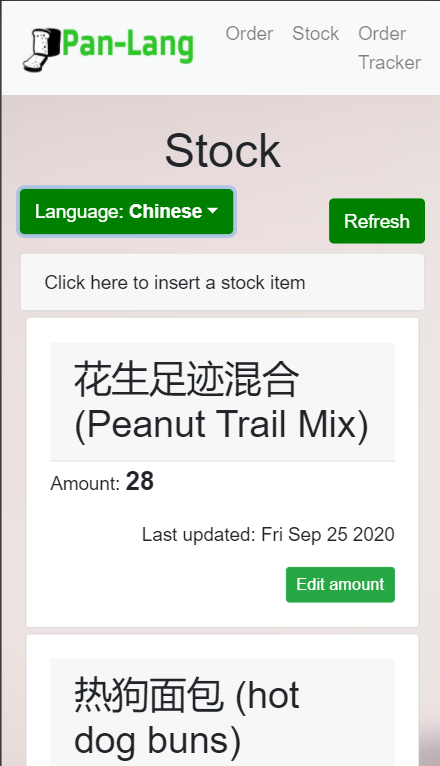 Pan-Lang
Order
Stock
Order
Tracker
Stock
Language: Chinese
Refresh
Click here to insert a stock item
花生足迹混合
(Peanut Trail Mix)
Amount: 28
Last updated: Fri Sep 25 2020
Edit amount
热狗面包 (hot
dog buns)